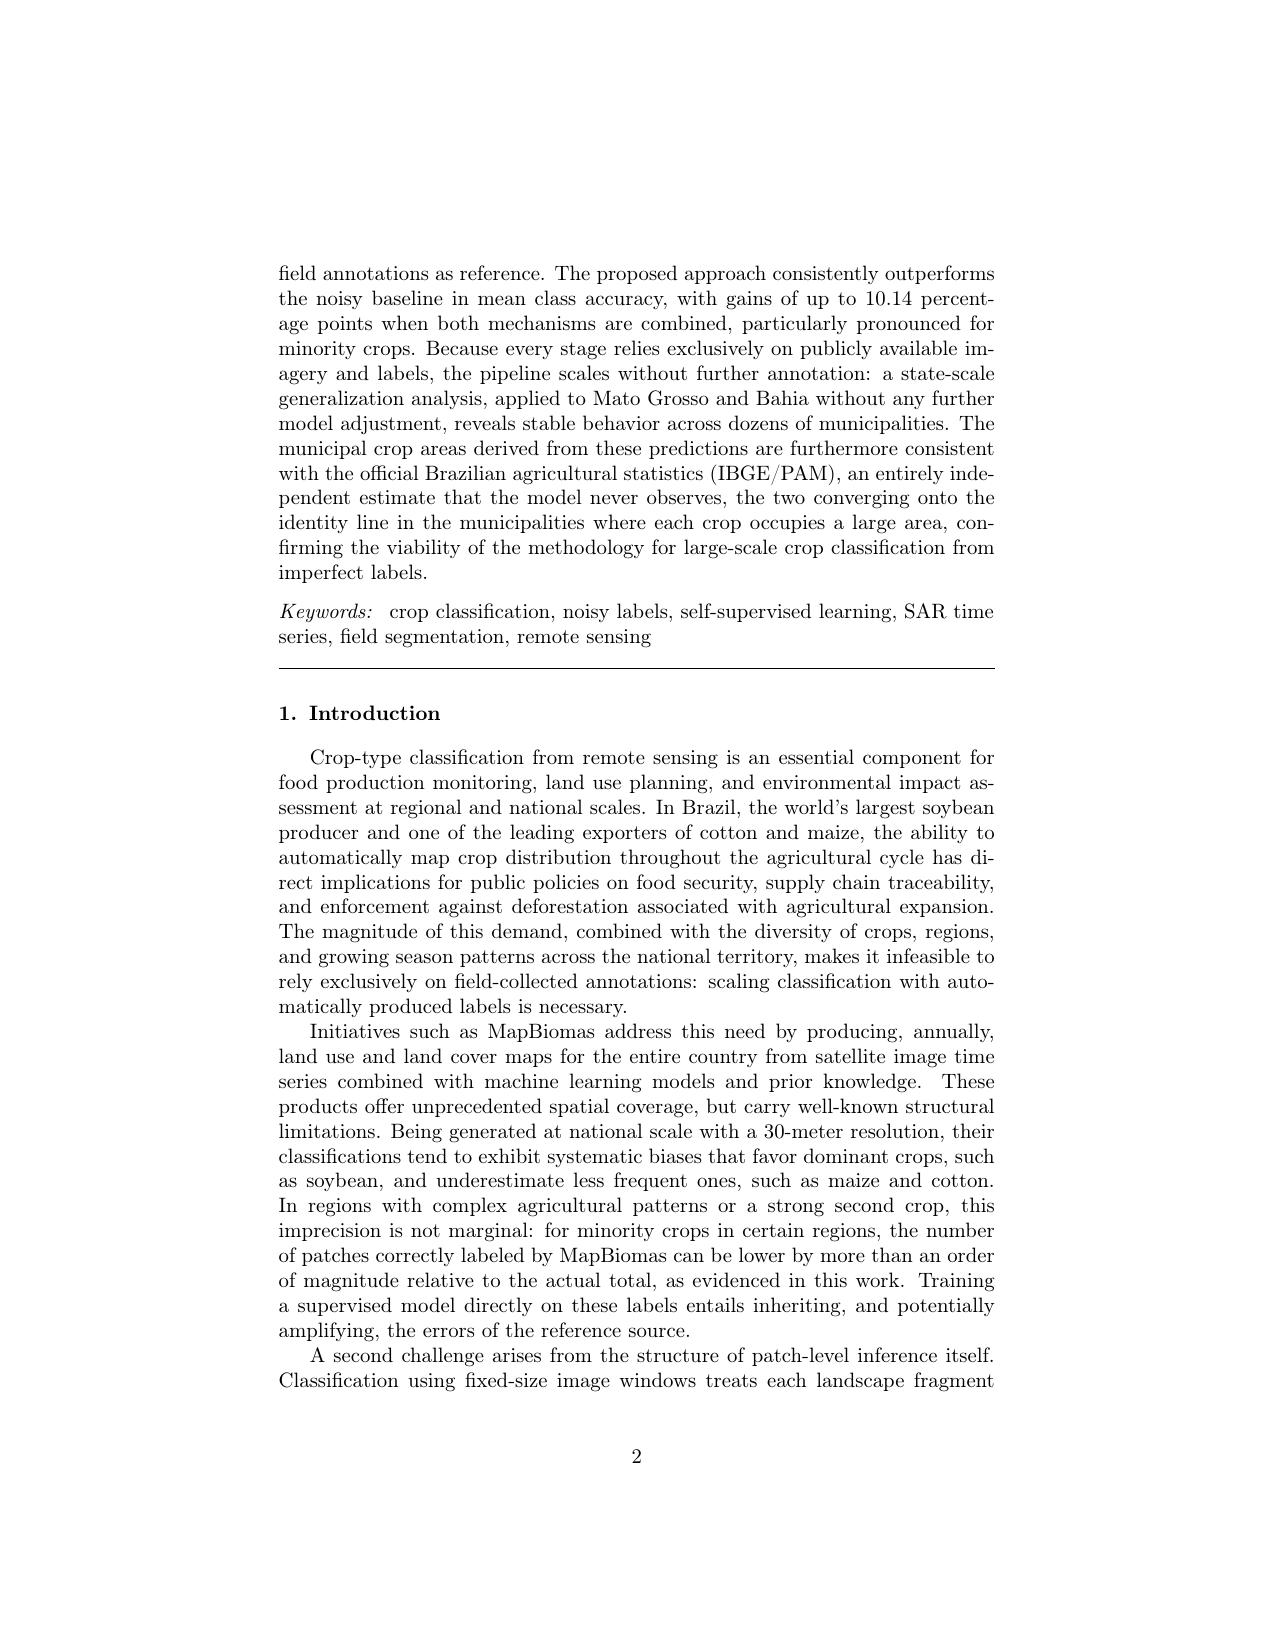 field annotations as reference. The proposed approach consistently outperforms
the noisy baseline in mean class accuracy, with gains of up to 10.14 percent-
age points when both mechanisms are combined, particularly pronounced for
minority crops. Because every stage relies exclusively on publicly available im-
agery and labels, the pipeline scales without further annotation: a state-scale
generalization analysis, applied to Mato Grosso and Bahia without any further
model adjustment, reveals stable behavior across dozens of municipalities. The
municipal crop areas derived from these predictions are furthermore consistent
with the official Brazilian agricultural statistics (IBGE/PAM), an entirely inde-
pendent estimate that the model never observes, the two converging onto the
identity line in the municipalities where each crop occupies a large area, con-
firming the viability of the methodology for large-scale crop classification from
imperfect labels.
Keywords: crop classification, noisy labels, self-supervised learning, SAR time
series, field segmentation, remote sensing
1. Introduction
Crop-type classification from remote sensing is an essential component for
food production monitoring, land use planning, and environmental impact as-
sessment at regional and national scales. In Brazil, the world's largest soybean
producer and one of the leading exporters of cotton and maize, the ability to
automatically map crop distribution throughout the agricultural cycle has di-
rect implications for public policies on food security, supply chain traceability,
and enforcement against deforestation associated with agricultural expansion.
The magnitude of this demand, combined with the diversity of crops, regions,
and growing season patterns across the national territory, makes it infeasible to
rely exclusively on field-collected annotations: scaling classification with auto-
matically produced labels is necessary.
Initiatives such as MapBiomas address this need by producing, annually,
land use and land cover maps for the entire country from satellite image time
series combined with machine learning models and prior knowledge. These
products offer unprecedented spatial coverage, but carry well-known structural
limitations. Being generated at national scale with a 30-meter resolution, their
classifications tend to exhibit systematic biases that favor dominant crops, such
as soybean, and underestimate less frequent ones, such as maize and cotton.
In regions with complex agricultural patterns or a strong second crop, this
imprecision is not marginal: for minority crops in certain regions, the number
of patches correctly labeled by MapBiomas can be lower by more than an order
of magnitude relative to the actual total, as evidenced in this work. Training
a supervised model directly on these labels entails inheriting, and potentially
amplifying, the errors of the reference source.
A second challenge arises from the structure of patch-level inference itself.
Classification using fixed-size image windows treats each landscape fragment
2